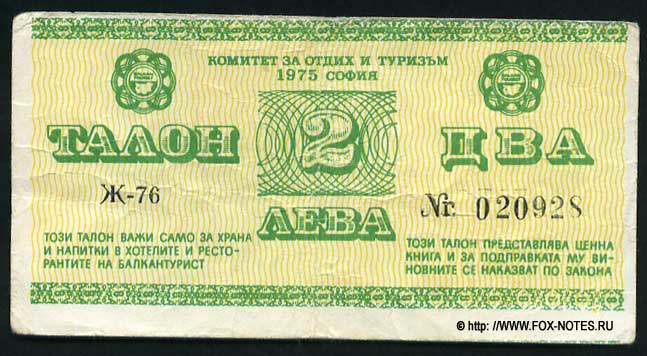 КОМИТЕТ ЗА ОТДИХ И ТУРИЗЪМ
1975 СОФИЯ
ТАЛОН 2 ДВА
Ж-76
ЛЕВА
Nr. 020928
ТОЗИ ТАЛОН ВАЖИ САМО ЗА ХРАНА
И НАПИТКИ В ХОТЕЛИТЕ И РЕСТО-
РАНТИТЕ НА БАЛКАНТУРИСТ
ТОЗИ ТАЛОН ПРЕДСТАВЛЯВА ЦЕННА
КНИГА И ЗА ПОДПРАВКАТА МУ ВИ-
НОВНИТЕ СЕ НАКАЗВАТ ПО ЗАКОНА
© http: //WWW.FOX-NOTES.RU